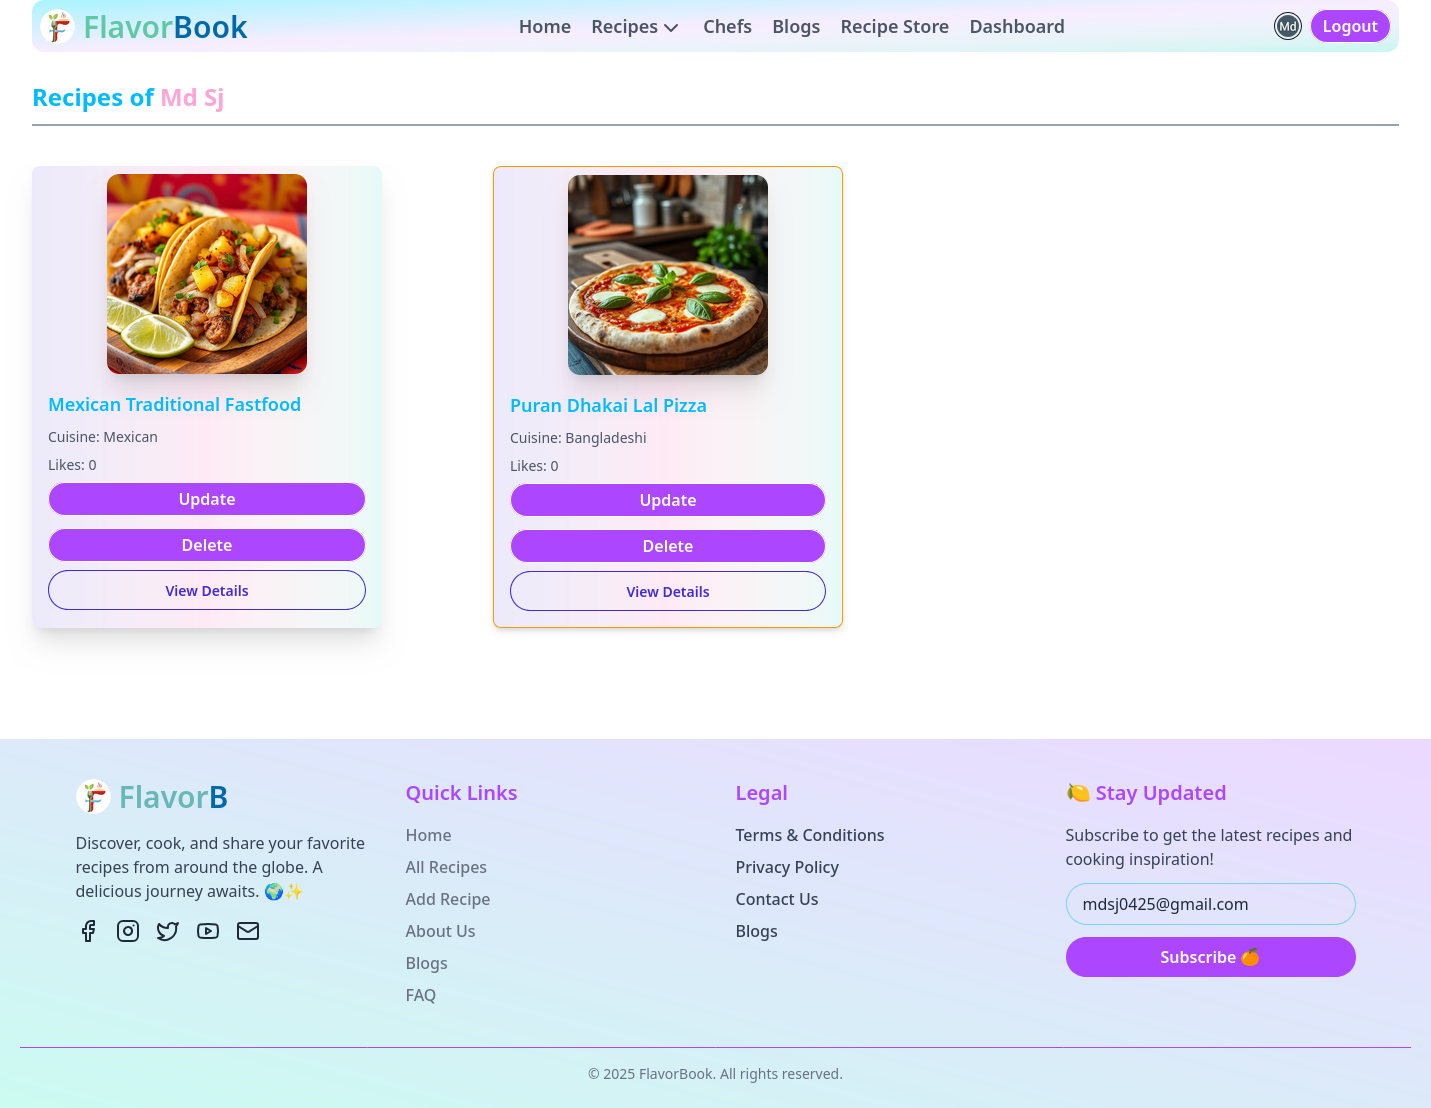 FlavorBook
Home Recipes Chefs Blogs Recipe Store Dashboard
Md
Logout
Recipes of Md Sj
Mexican Traditional Fastfood
Cuisine: Mexican
Likes: 0
Update
Delete
View Details
Puran Dhakai Lal Pizza
Cuisine: Bangladeshi
Likes: 0
Update
Delete
View Details
FlavorB
Discover, cook, and share your favorite
recipes from around the globe. A
delicious journey awaits. 🌍✨
Quick Links
Home
All Recipes
Add Recipe
About Us
Blogs
FAQ
Legal
Terms & Conditions
Privacy Policy
Contact Us
Blogs
🍋 Stay Updated
Subscribe to get the latest recipes and
cooking inspiration!
mdsj0425@gmail.com
Subscribe 🍊
© 2025 FlavorBook. All rights reserved.